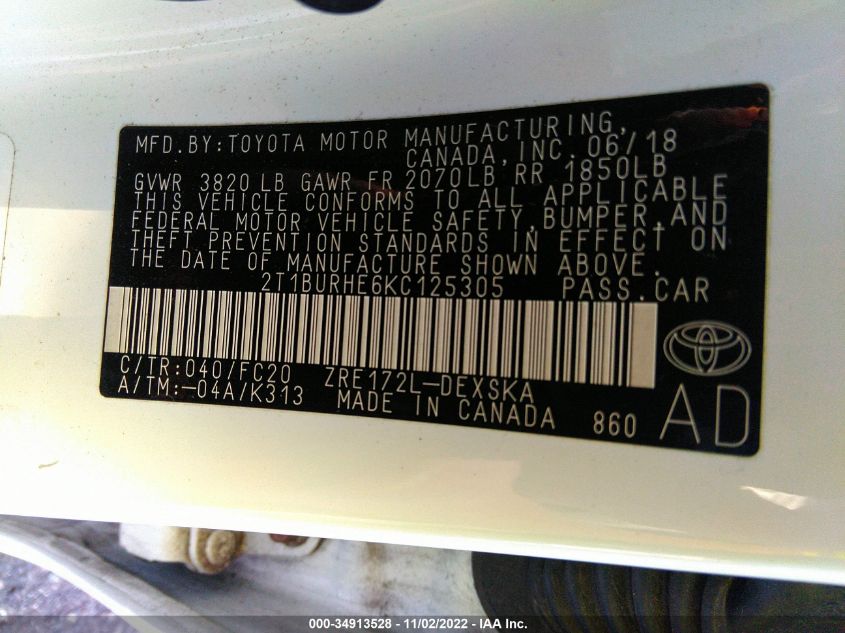 MFD.BY:TOYOTA MOTOR MANUFACTURING,
CANADA, INC. 06/18
GVWR 3820 LB GAWR FR 2070LB RR 1850LB
THIS VEHICLE CONFORMS TO ALL APPLICABLE
FEDERAL MOTOR VEHICLE SAFETY, BUMPER, AND
THEFT PREVENTION STANDARDS IN EFFECT ON
THE DATE OF MANUFACTURE SHOWN ABOVE.
2T1BURHE6KC125305 PASS.CAR
C/TR:040/FC20 ZRE172L-DEXSKA
A/TM:-04A/K313 MADE IN CANADA 860 AD
000-34913528 - 11/02/2022 - IAA Inc.